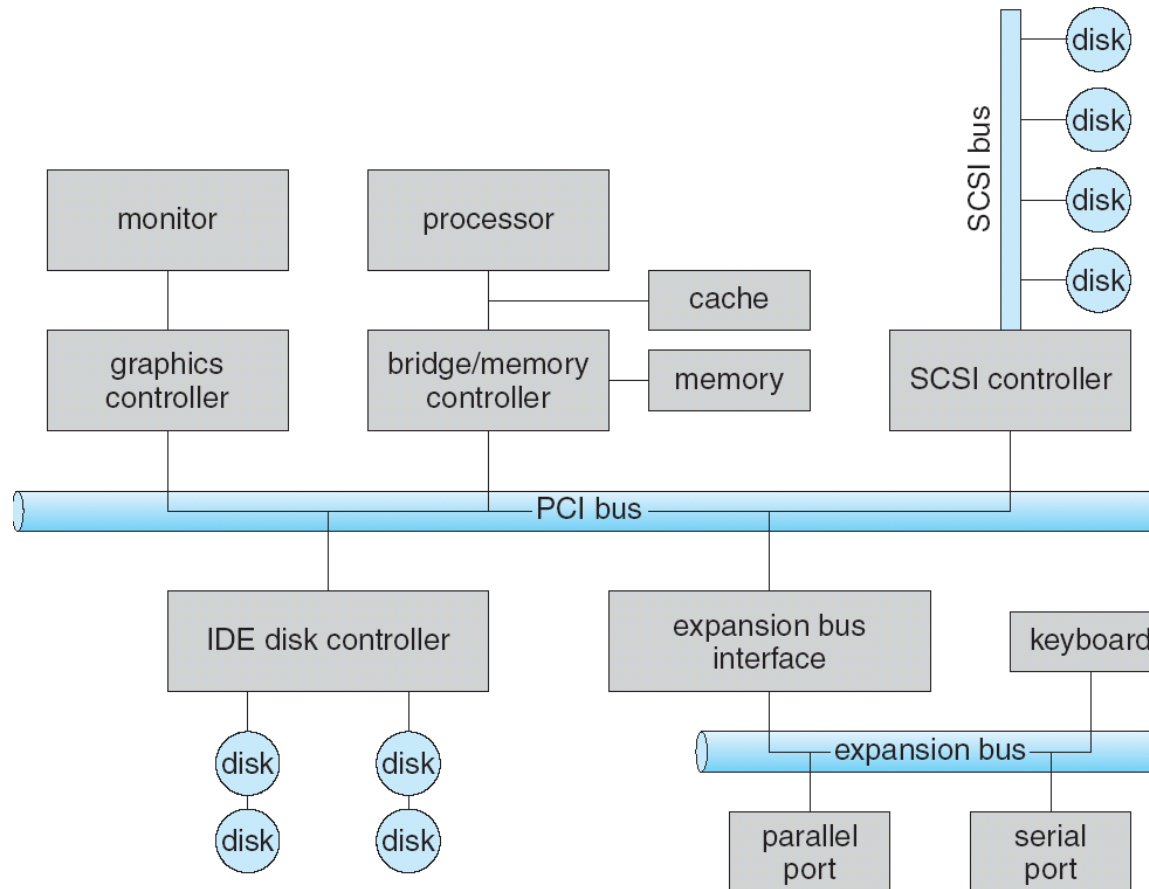 disk
disk
disk
disk
SCSI bus
monitor
processor
cache
graphics
controller
bridge/memory
controller
memory
SCSI controller
PCI bus
IDE disk controller
expansion bus
interface
keyboard
disk
disk
disk
disk
expansion bus
parallel
port
serial
port